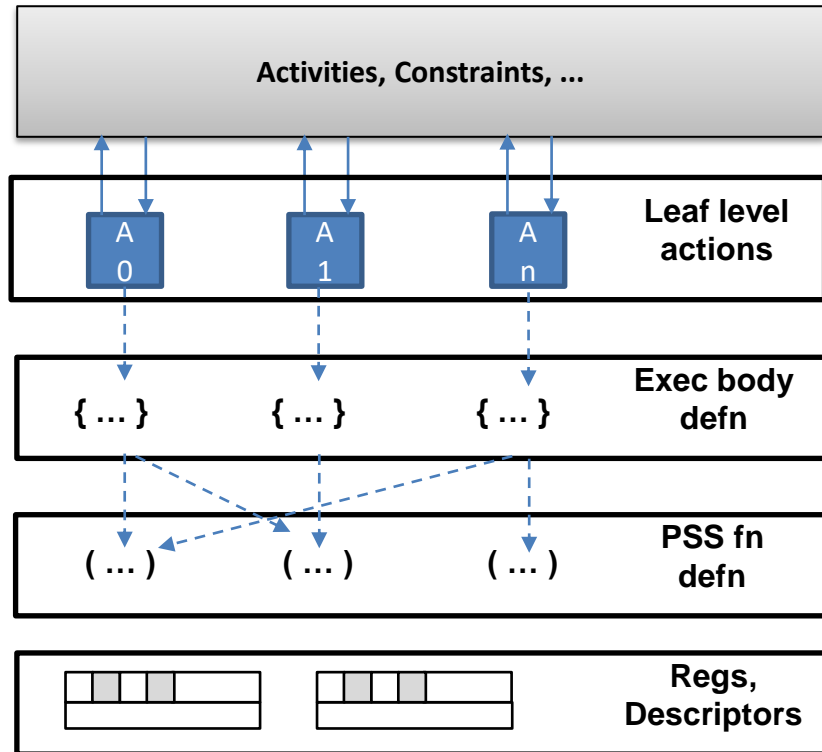 Activities, Constraints, ...
Leaf level
actions
A
0
A
1
A
n
Exec body
defn
{ ... }
{ ... }
{ ... }
PSS fn
defn
( ... )
( ... )
( ... )
Regs,
Descriptors